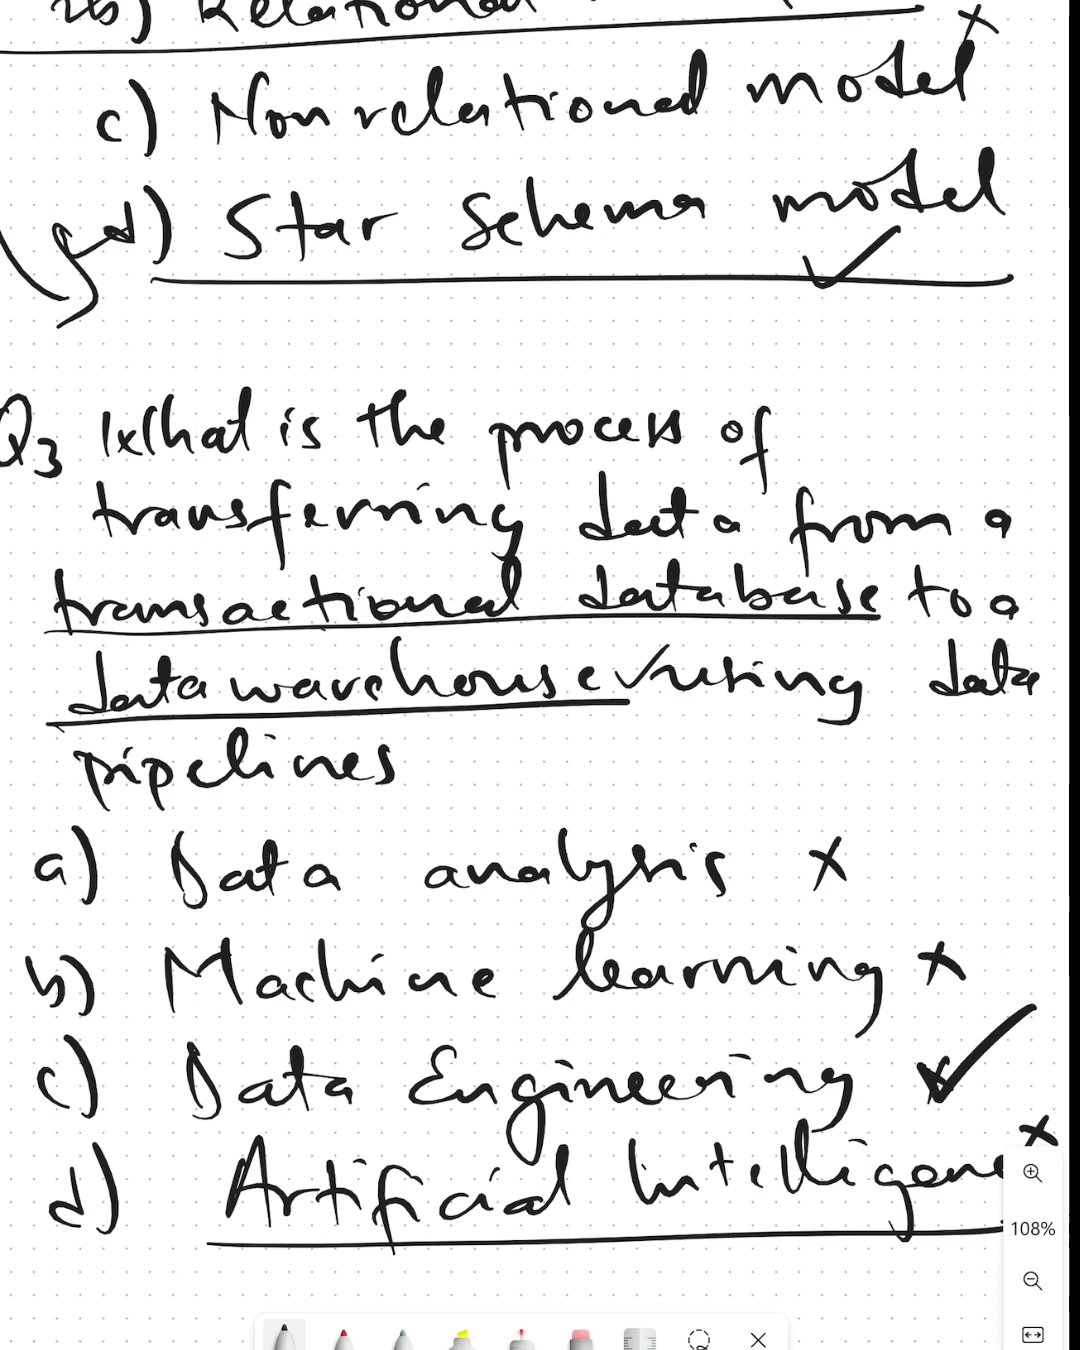 b) Relational
c) Non relational model x
d) Star Schema model ✓
Q3 What is the process of
transferring data from a
transactional database to a
data warehouse using data
pipelines
a) Data analysis x
b) Machine learning x
c) Data Engineering ✓
d) Artificial Intelligence x
108%